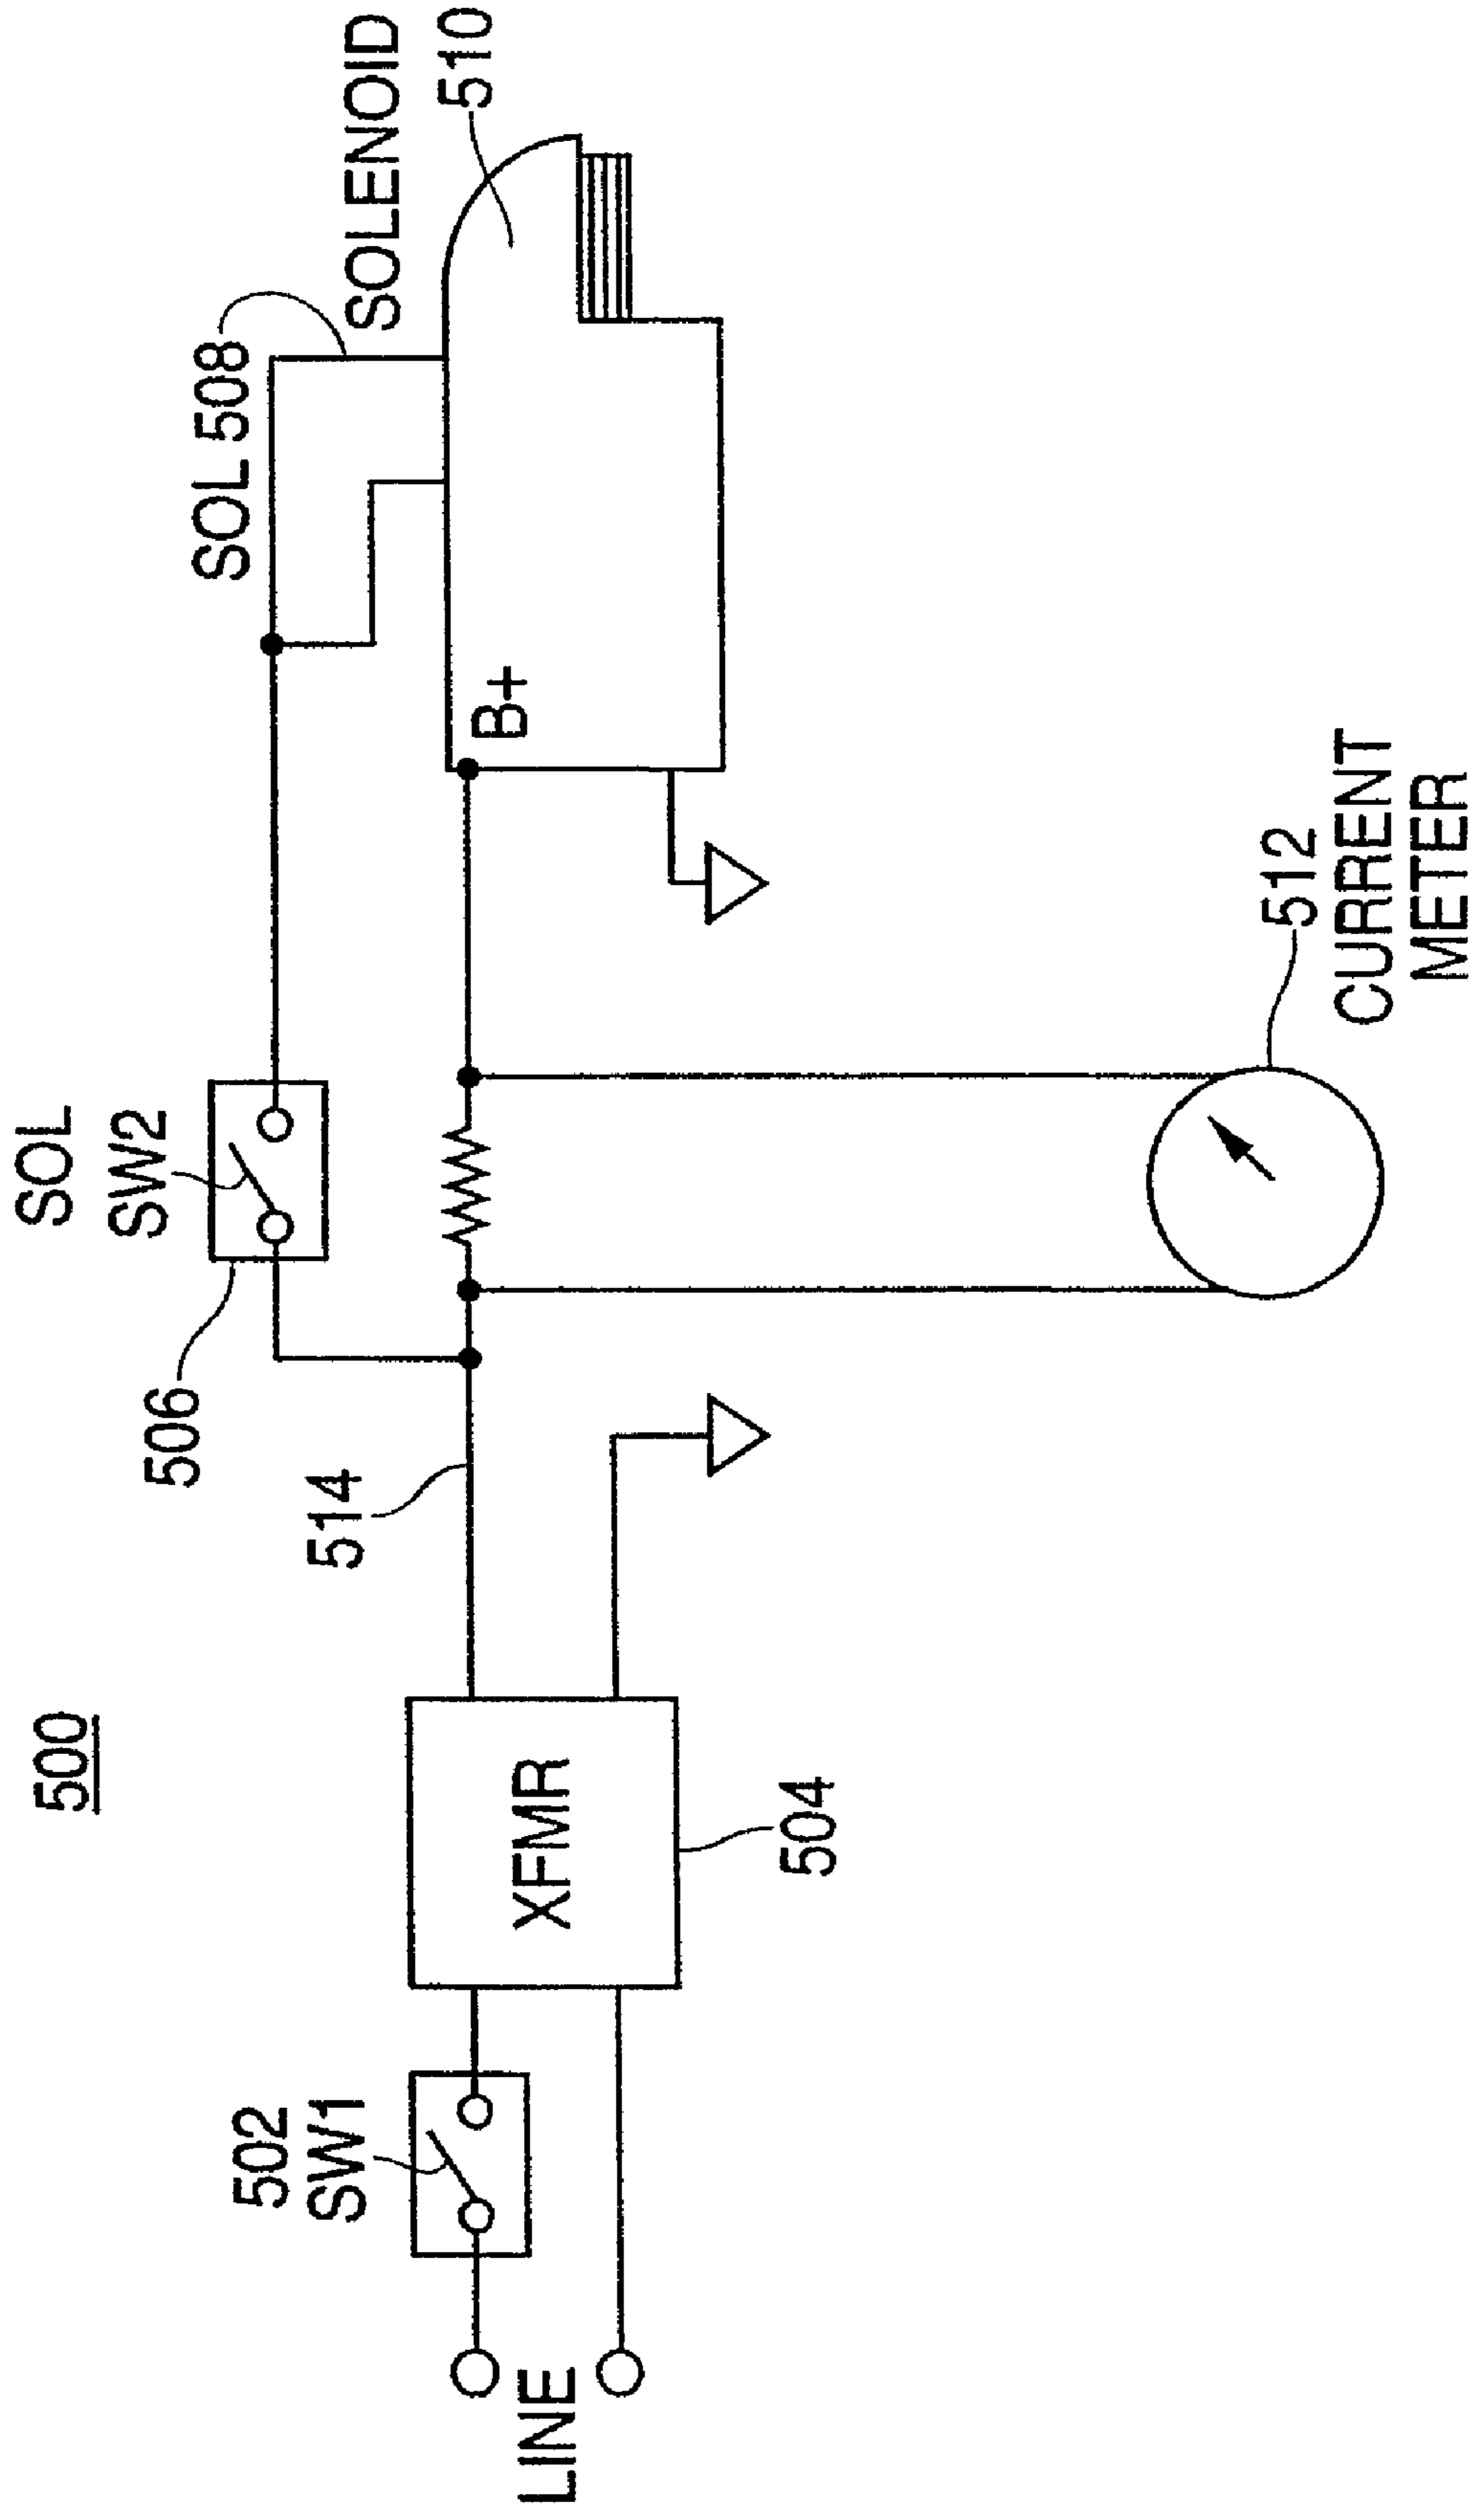 500
SOL
SW2
506
SOL 508
SOLENOID
510
514
B+
502
SW1
XFMR
504
LINE
512
CURRENT
METER